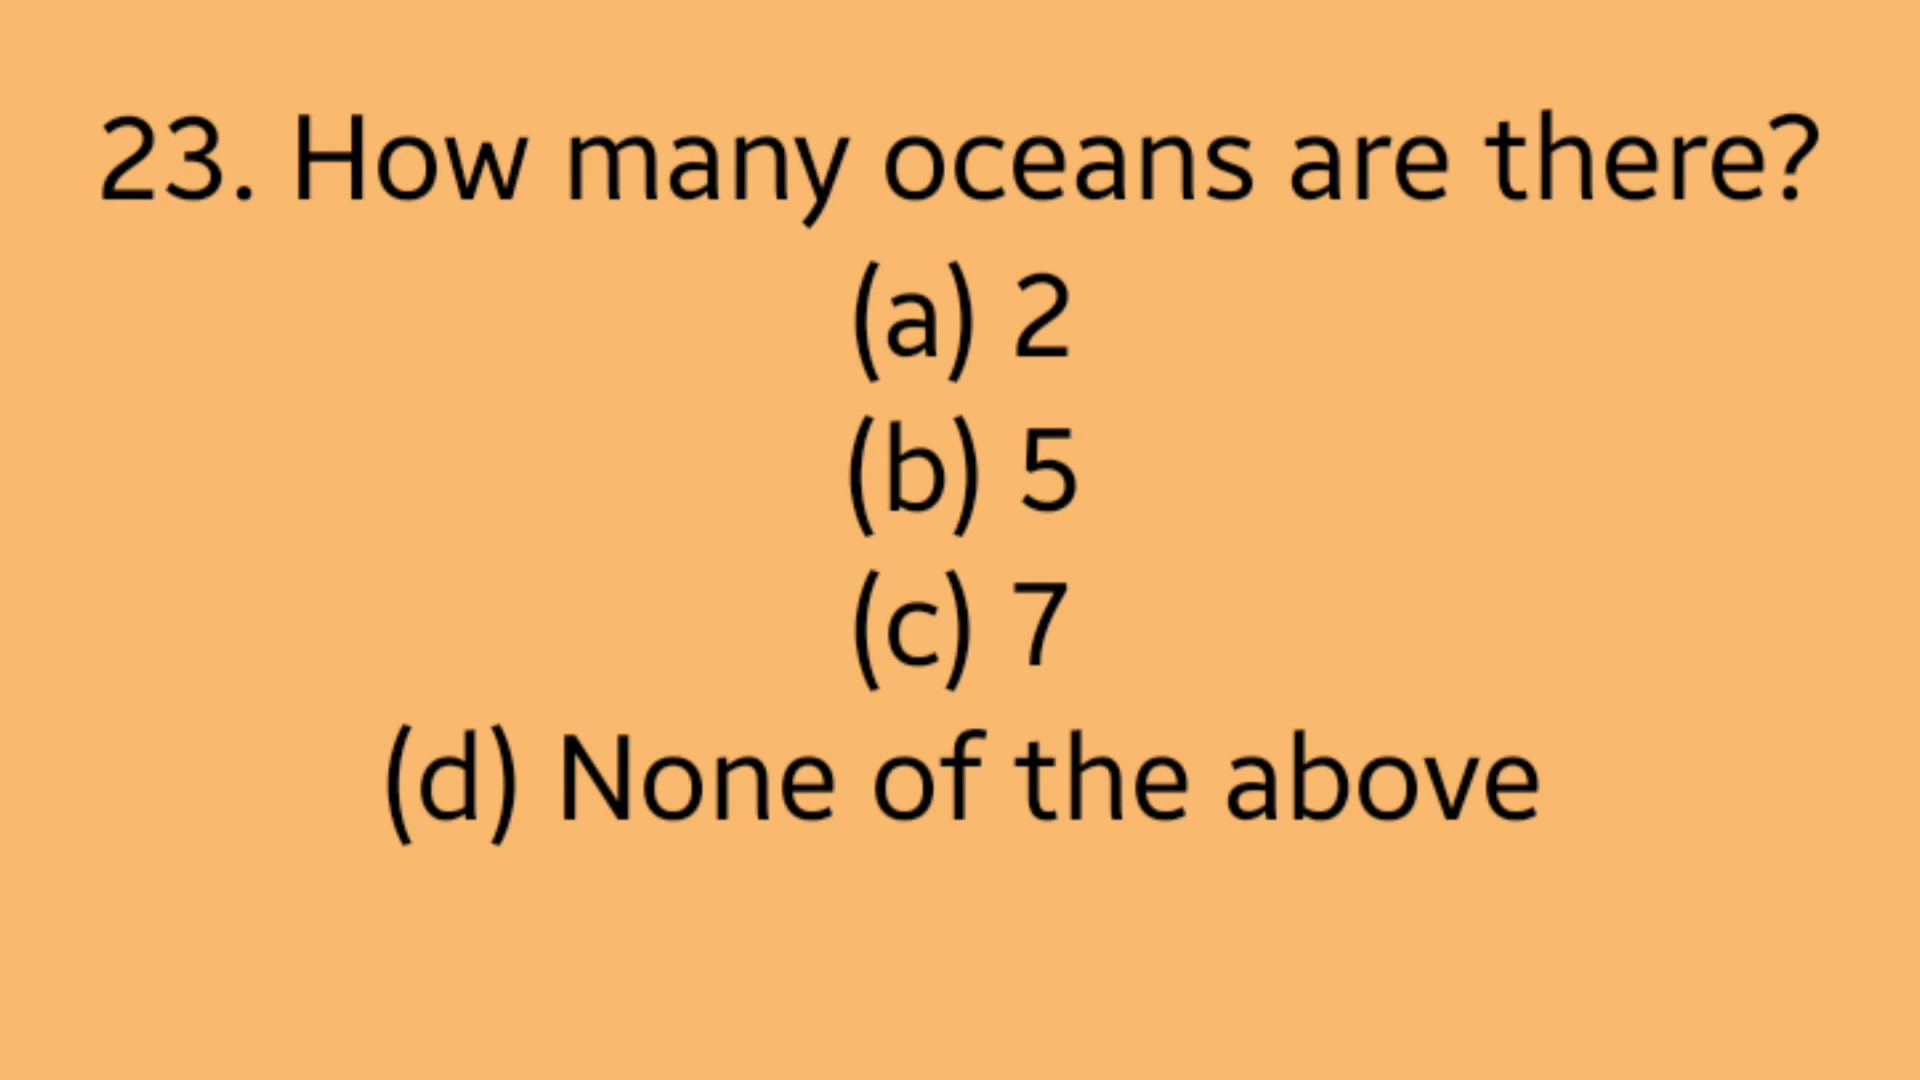 23. How many oceans are there?
(a) 2
(b) 5
(c) 7
(d) None of the above